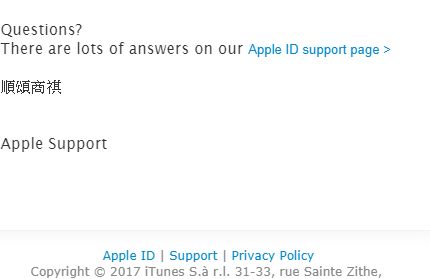 Questions?
There are lots of answers on our Apple ID support page >
順頌商祺
Apple Support
Apple ID | Support | Privacy Policy
Copyright © 2017 iTunes S.à r.l. 31-33, rue Sainte Zithe,